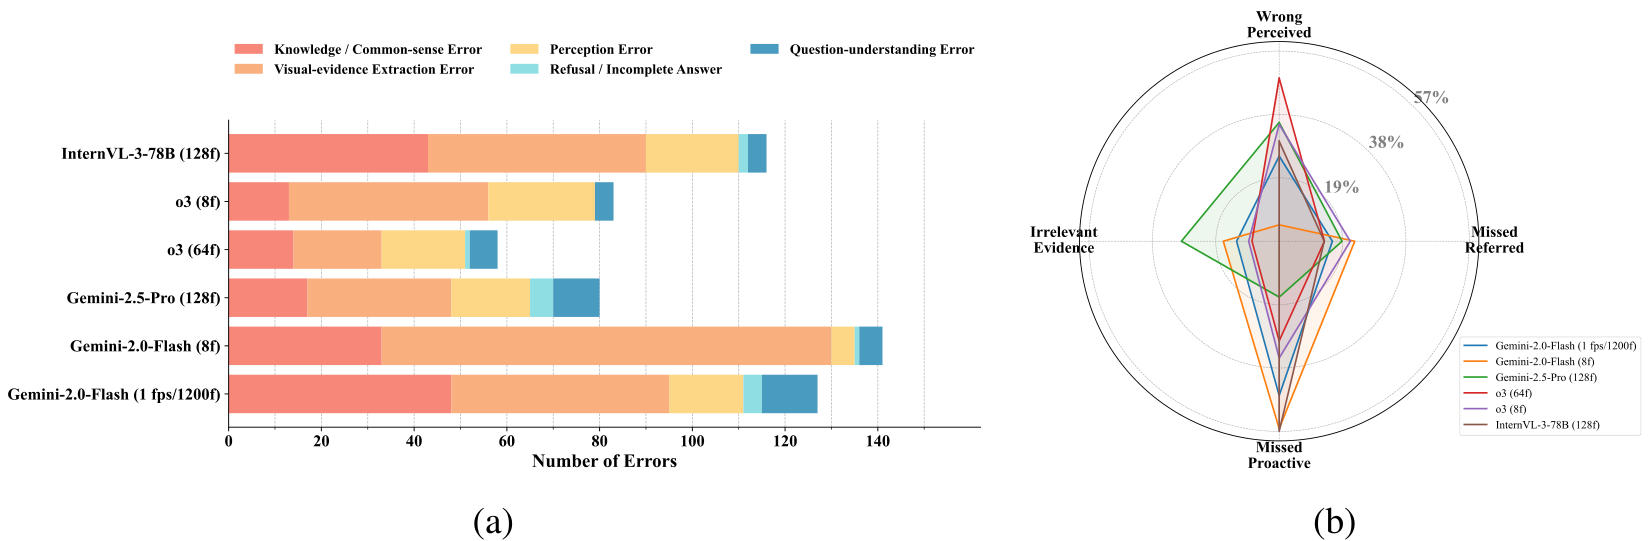 Knowledge / Common-sense Error
Visual-evidence Extraction Error
Perception Error
Refusal / Incomplete Answer
Question-understanding Error
InternVL-3-78B (128f)
o3 (8f)
o3 (64f)
Gemini-2.5-Pro (128f)
Gemini-2.0-Flash (8f)
Gemini-2.0-Flash (1 fps/1200f)
0 20 40 60 80 100 120 140
Number of Errors
(a)
Wrong
Perceived
57%
38%
19%
Irrelevant
Evidence
Missed
Referred
Missed
Proactive
Gemini-2.0-Flash (1 fps/1200f)
Gemini-2.0-Flash (8f)
Gemini-2.5-Pro (128f)
o3 (64f)
o3 (8f)
InternVL-3-78B (128f)
(b)